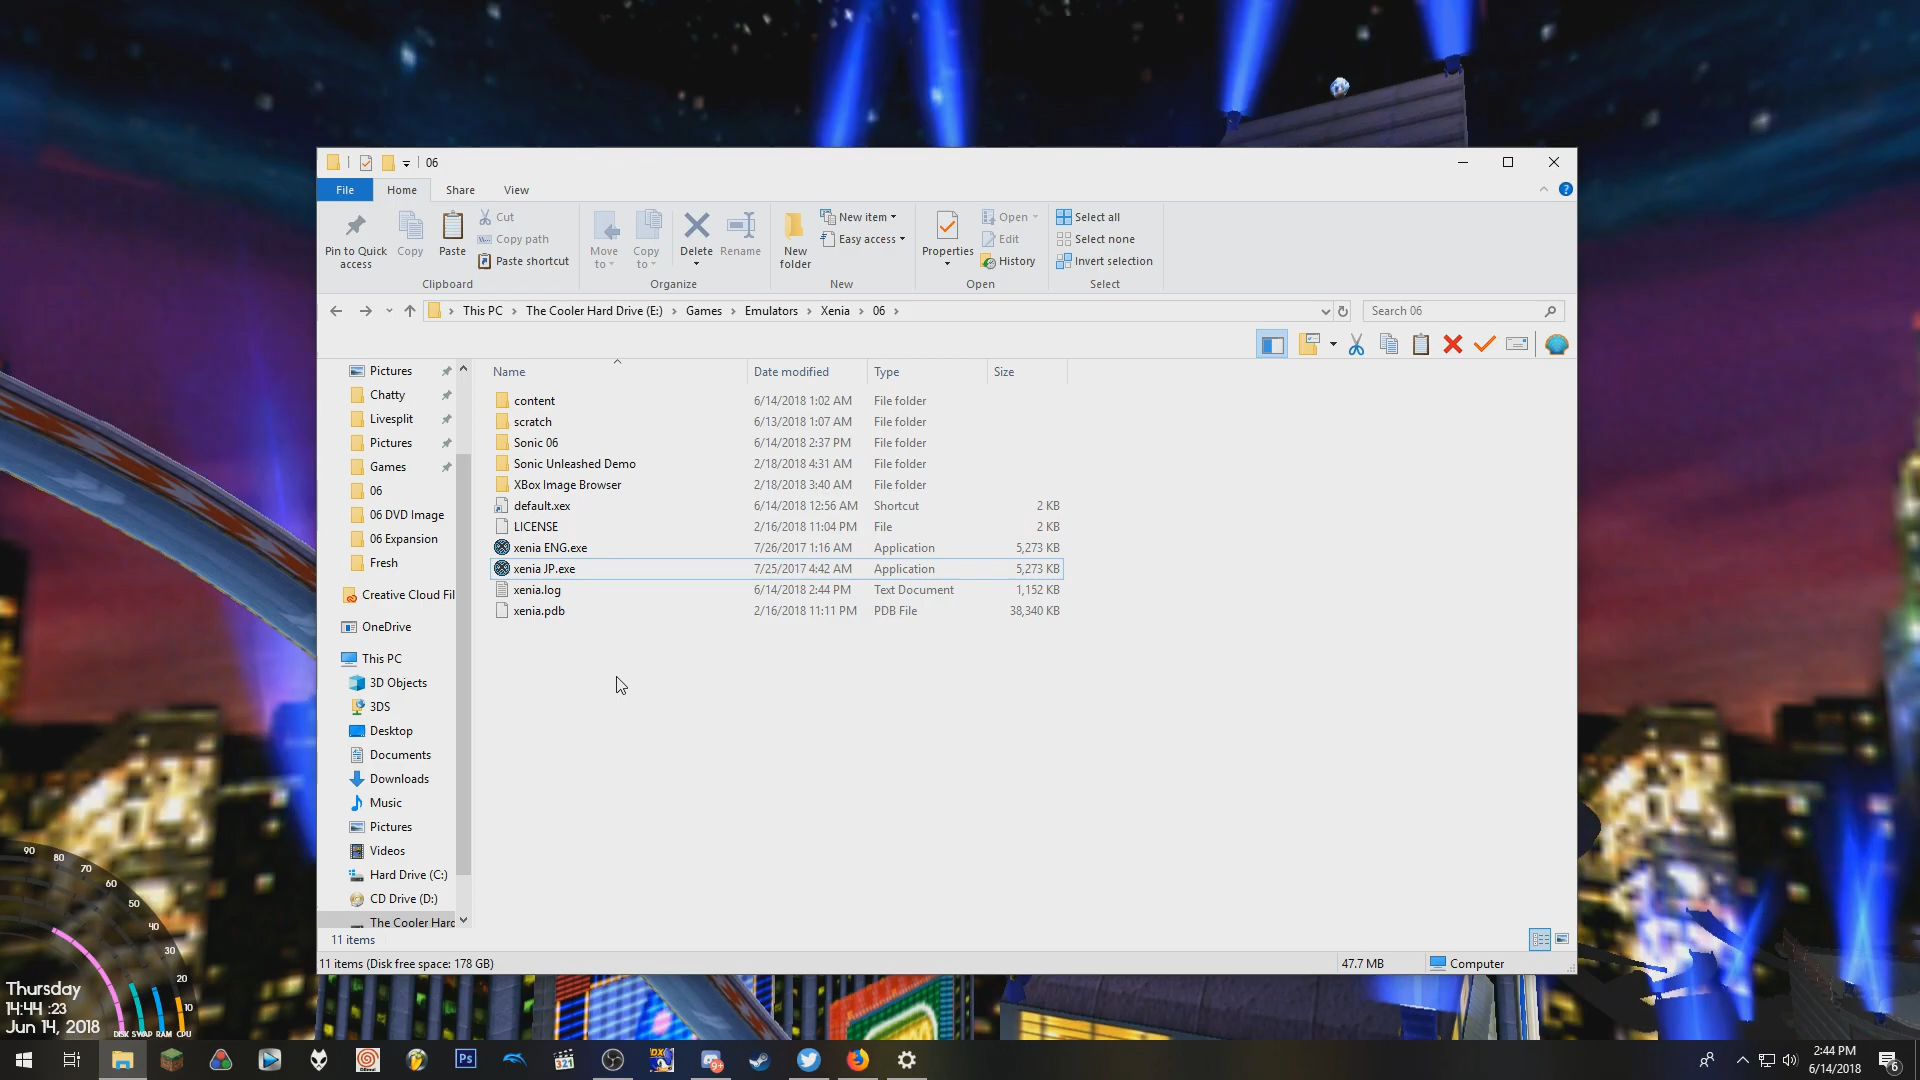 06
File
Home
Share
View
Pin to Quick access
Copy
Paste
Cut
Copy path
Paste shortcut
Clipboard
Move to
Copy to
Delete
Rename
Organize
New folder
New item
Easy access
New
Properties
Open
Edit
History
Open
Select all
Select none
Invert selection
Select
This PC
The Cooler Hard Drive (E:)
Games
Emulators
Xenia
06
Search 06
Name
Date modified
Type
Size
Pictures
Chatty
Livesplit
Pictures
Games
06
06 DVD Image
06 Expansion
Fresh
Creative Cloud Fil
OneDrive
This PC
3D Objects
3DS
Desktop
Documents
Downloads
Music
Pictures
Videos
Hard Drive (C:)
CD Drive (D:)
The Cooler Hard
content 6/14/2018 1:02 AM File folder
scratch 6/13/2018 1:07 AM File folder
Sonic 06 6/14/2018 2:37 PM File folder
Sonic Unleashed Demo 2/18/2018 4:31 AM File folder
XBox Image Browser 2/18/2018 3:40 AM File folder
default.xex 6/14/2018 12:56 AM Shortcut 2 KB
LICENSE 2/16/2018 11:04 PM File 2 KB
xenia ENG.exe 7/26/2017 1:16 AM Application 5,273 KB
xenia JP.exe 7/25/2017 4:42 AM Application 5,273 KB
xenia.log 6/14/2018 2:44 PM Text Document 1,152 KB
xenia.pdb 2/16/2018 11:11 PM PDB File 38,340 KB
11 items
11 items (Disk free space: 178 GB)
47.7 MB
Computer
90
80
70
60
50
40
30
20
10
Thursday
14:44 :23
Jun 14, 2018
DISK SWAP RAM CPU
Ps
321
DX
9+
2:44 PM
6/14/2018
6